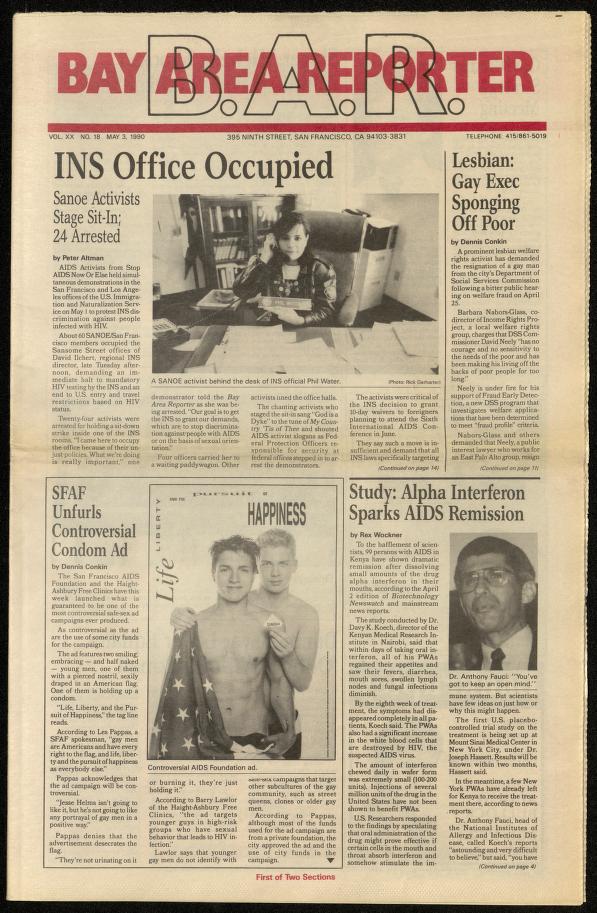 BAY AREA REPORTER
B.A.R.
VOL. XX NO. 18 MAY 3, 1990
395 NINTH STREET, SAN FRANCISCO, CA 94103-3831
TELEPHONE 415/861-5019
INS Office Occupied
Sanoe Activists
Stage Sit-In;
24 Arrested
by Peter Altman
AIDS Activists from Stop
AIDS Now Or Else held simul-
taneous demonstrations in the
San Francisco and Los Ange-
les offices of the U.S. Immigra-
tion and Naturalization Serv-
ice on May 1 to protest INS dis-
crimination against people
infected with HIV.
About 60 SANOE/San Fran-
cisco members occupied the
Sansome Street offices of
David Ilchert, regional INS
director, late Tuesday after-
noon, demanding an im-
mediate halt to mandatory
HIV testing by the INS and an
end to U.S. entry and travel
restrictions based on HIV
status.
Twenty-four activists were
arrested for holding a sit-down
strike inside one of the INS
rooms. "I came here to occupy
the office because of their un-
just policies. What we're doing
is really important," one
A SANOE activist behind the desk of INS official Phil Water.
(Photo: Rick Gerharter)
demonstrator told the Bay
Area Reporter as she was be-
ing arrested. "Our goal is to get
the INS to grant our demands,
which are to stop discrimina-
tion against people with AIDS
or on the basis of sexual orien-
tation."
Four officers carried her to
a waiting paddywagon. Other
activists jined the office halls.
The chanting activists who
staged the sit-in sang "God is a
Dyke" to the tune of My Coun-
try 'Tis of Thee and shouted
AIDS activist slogans as Fed-
eral Protection Officers re-
sponsible for security at
federal offices stepped in to ar-
rest the demonstrators.
The activists were critical of
the INS decision to grant
10-day waivers to foreigners
planning to attend the Sixth
International AIDS Con-
ference in June.
They say such a move is in-
sufficient and demand that all
INS laws specifically targeting
(Continued on page 14)
Lesbian:
Gay Exec
Sponging
Off Poor
by Dennis Conkin
A prominent lesbian welfare
rights activist has demanded
the resignation of a gay man
from the city's Department of
Social Services Commission
following a bitter public hear-
ing on welfare fraud on April
25.
Barbara Nabors-Glass, co-
director of Income Rights Pro-
ject, a local welfare rights
group, charges that DSS Com-
missioner David Neely "has no
courage and no sensitivity to
the needs of the poor and has
been making his living off the
backs of poor people for too
long."
Neely is under fire for his
support of Fraud Early Detec-
tion, a new DSS program that
investigates welfare applica-
tions that have been determined
to meet "fraud profile" criteria.
Nabors-Glass and others
demanded that Neely, a public
interest lawyer who works for
an East Palo Alto group, resign
(Continued on page 11)
SFAF
Unfurls
Controversial
Condom Ad
by Dennis Conkin
The San Francisco AIDS
Foundation and the Haight-
Ashbury Free Clinics have this
week launched what is
guaranteed to be one of the
most controversial safe-sex ad
campaigns ever produced.
As controversial as the ad
are the use of some city funds
for the campaign.
The ad features two smiling,
embracing — and half naked
— young men, one of them
with a pierced nostril, sexily
draped in an American flag.
One of them is holding up a
condom.
"Life, Liberty, and the Pur-
suit of Happiness," the tag line
reads.
According to Les Pappas, a
SFAF spokesman, "gay men
are Americans and have every
right to the flag, and life, liber-
ty and the pursuit of happiness
as everybody else."
Pappas acknowledges that
the ad campaign will be con-
troversial.
"Jesse Helms isn't going to
like it, but he's not going to like
any portrayal of gay men in a
positive way."
Pappas denies that the
advertisement desecrates the
flag.
"They're not urinating on it
Life
LIBERTY
AND THE
pursuit of
HAPPINESS
Controversial AIDS Foundation ad.
or burning it, they're just
holding it."
According to Barry Lawlor
of the Haight-Ashbury Free
Clinics, "the ad targets
younger gays in high-risk
groups who have sexual
behavior that leads to HIV in-
fection."
Lawlor says that younger
gay men do not identify with
safe-sex campaigns that target
other subcultures of the gay
community, such as street
queens, clones or older gay
men.
According to Pappas,
although most of the funds
used for the ad campaign are
from a private foundation, the
city approved the ad and the
use of city funds in the
campaign.
Study: Alpha Interferon
Sparks AIDS Remission
by Rex Wockner
To the bafflement of scien-
tists, 99 persons with AIDS in
Kenya have shown dramatic
remission after dissolving
small amounts of the drug
alpha interferon in their
mouths, according to the April
2 edition of Biotechnology
Newswatch and mainstream
news reports.
The study conducted by Dr.
Davy K. Koech, director of the
Kenyan Medical Research Ins-
titute in Nairobi, said that
within days of taking oral in-
terferon, all of his PWAs
regained their appetites and
saw their fevers, diarrhea,
mouth sores, swollen lymph
nodes and fungal infections
diminish.
By the eighth week of treat-
ment, the symptoms had dis-
appeared completely in all pa-
tients, Koech said. The PWAs
also had a significant increase
in the white blood cells that
are destroyed by HIV, the
suspected AIDS virus.
The amount of interferon
chewed daily in wafer form
was extremely small (100-200
units). Injections of several
million units of the drug in the
United States have not been
shown to benefit PWAs.
U.S. Researchers responded
to the findings by speculating
that oral administration of the
drug might prove effective if
certain cells in the mouth and
throat absorb interferon and
somehow stimulate the im-
Dr. Anthony Fauci: "You've
got to keep an open mind."
mune system. But scientists
have few ideas on just how or
why this might happen.
The first U.S. placebo-
controlled trial study on the
treatment is being set up at
Mount Sinai Medical Center in
New York City, under Dr.
Joseph Hassett. Results will be
known within two months,
Hassett said.
In the meantime, a few New
York PWAs have already left
for Kenya to receive the treat-
ment there, according to news
reports.
Dr. Anthony Fauci, head of
the National Institutes of
Allergy and Infectious Dis-
ease, called Koech's reports
"astounding and very difficult
to believe," but said, "you have
(Continued on page 4)
First of Two Sections